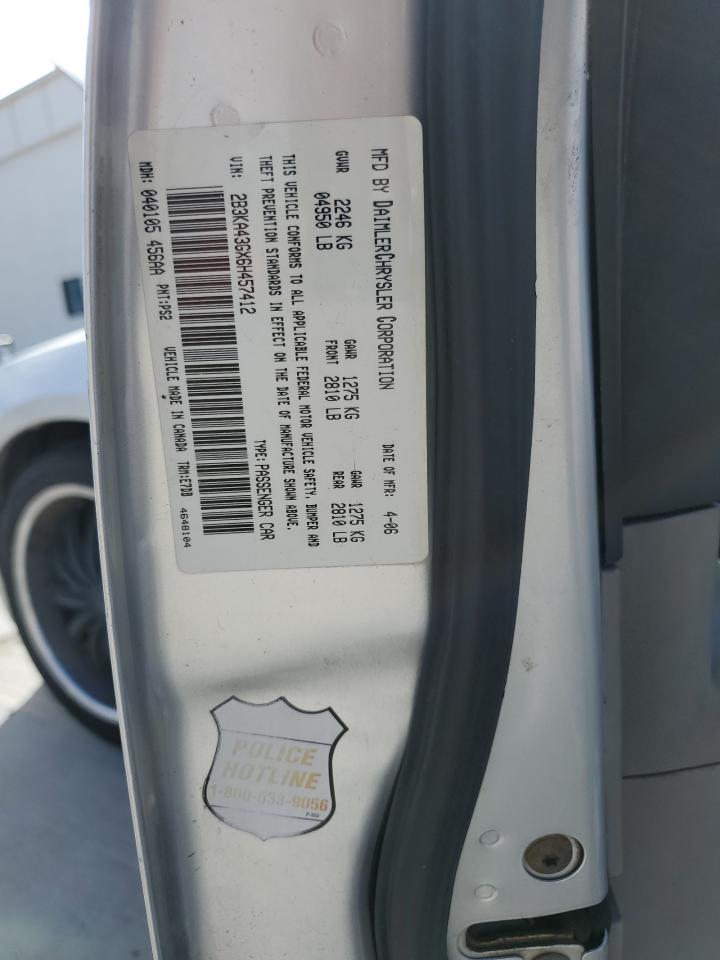 MFD BY DAIMLERCHRYSLER CORPORATION
DATE OF MFR: 4-06
GVWR 2246 KG
04950 LB
GAWR FRONT 1275 KG
2810 LB
GAWR REAR 1275 KG
2810 LB
THIS VEHICLE CONFORMS TO ALL APPLICABLE FEDERAL MOTOR VEHICLE SAFETY, BUMPER AND
THEFT PREVENTION STANDARDS IN EFFECT ON THE DATE OF MANUFACTURE SHOWN ABOVE.
VIN: 2B3KA43GX6H457412
TYPE: PASSENGER CAR
MDH: 040105 456AA PNT:PS2 VEHICLE MADE IN CANADA TRM:E7DB 4648104
POLICE
HOTLINE
1-800-533-9056